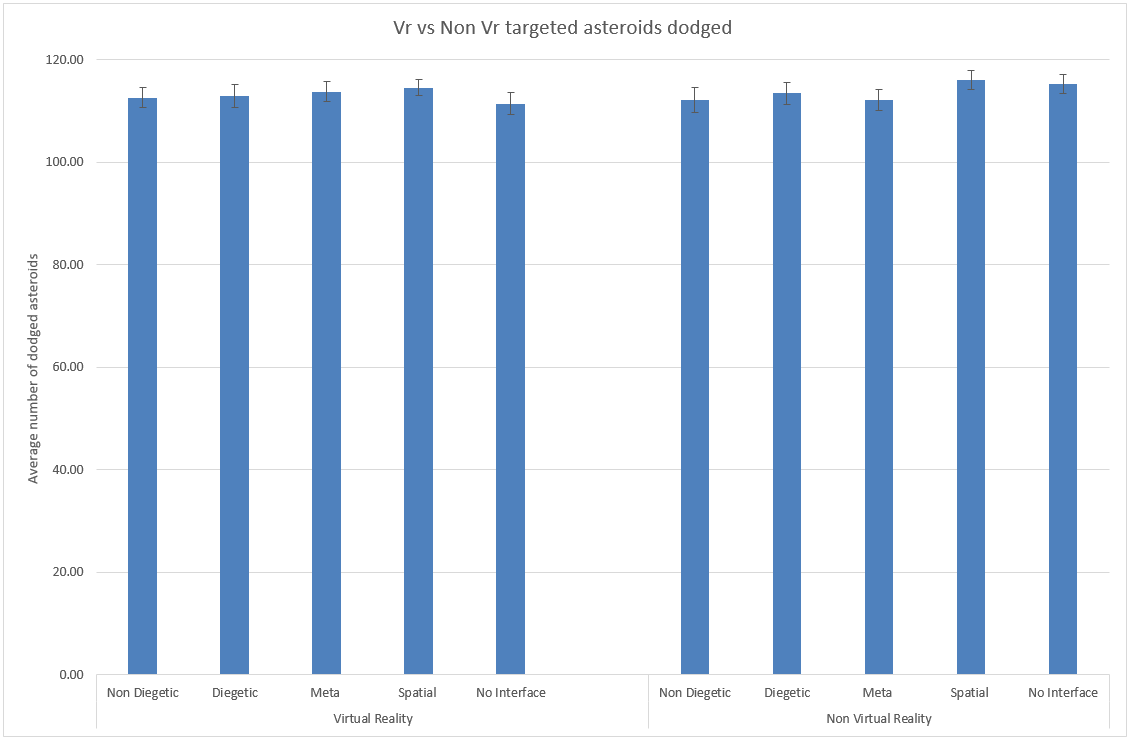 Vr vs Non Vr targeted asteroids dodged
120.00
100.00
80.00
60.00
40.00
20.00
0.00
Average number of dodged asteroids
Non Diegetic Diegetic Meta Spatial No Interface Non Diegetic Diegetic Meta Spatial No Interface
Virtual Reality Non Virtual Reality